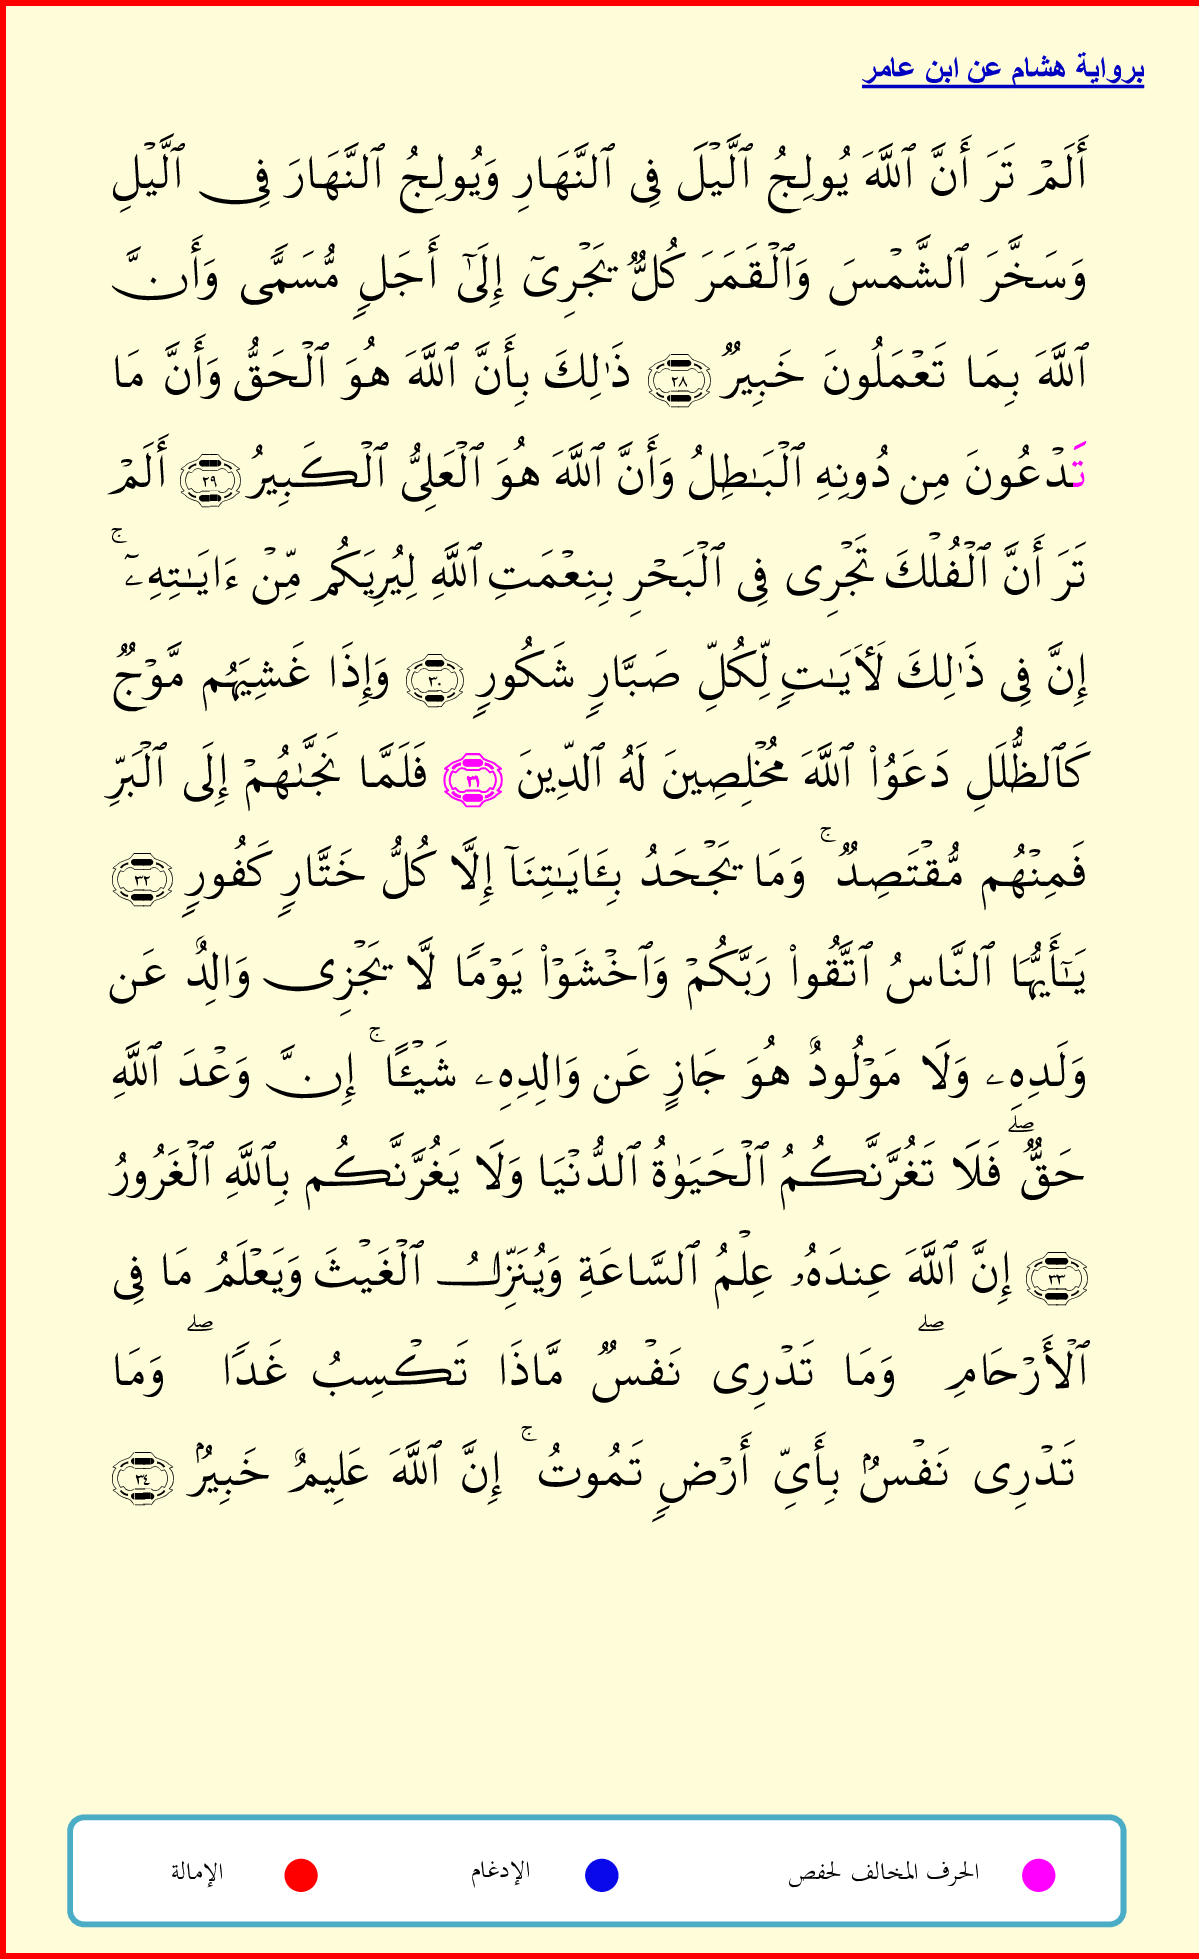 برواية هشام عن ابن عامر
أَلَمۡ تَرَ أَنَّ ٱللَّهَ يُولِجُ ٱلَّيۡلَ فِى ٱلنَّهَارِ وَيُولِجُ ٱلنَّهَارَ فِى ٱلَّيۡلِ
وَسَخَّرَ ٱلشَّمۡسَ وَٱلۡقَمَرَ كُلٌّ يَجۡرِىٓ إِلَىٰٓ أَجَلٍ مُّسَمًّى وَأَنَّ
ٱللَّهَ بِمَا تَعۡمَلُونَ خَبِيرٌ ٢٨ ذَٰلِكَ بِأَنَّ ٱللَّهَ هُوَ ٱلۡحَقُّ وَأَنَّ مَا
تَدۡعُونَ مِن دُونِهِ ٱلۡبَـٰطِلُ وَأَنَّ ٱللَّهَ هُوَ ٱلۡعَلِىُّ ٱلۡكَبِيرُ ٢٩ أَلَمۡ
تَرَ أَنَّ ٱلۡفُلۡكَ تَجۡرِى فِى ٱلۡبَحۡرِ بِنِعۡمَتِ ٱللَّهِ لِيُرِيَكُم مِّنۡ ءَايَـٰتِهِۦٓ ۚ
إِنَّ فِى ذَٰلِكَ لَـَٔايَـٰتٍ لِّكُلِّ صَبَّارٍ شَكُورٍ ٣٠ وَإِذَا غَشِيَهُم مَّوۡجٌ
كَٱلظُّلَلِ دَعَوُا۟ ٱللَّهَ مُخۡلِصِينَ لَهُ ٱلدِّينَ ٣١ فَلَمَّا نَجَّىٰهُمۡ إِلَى ٱلۡبَرِّ
فَمِنۡهُم مُّقۡتَصِدٌ ۚ وَمَا يَجۡحَدُ بِـَٔايَـٰتِنَآ إِلَّا كُلُّ خَتَّارٍ كَفُورٍ ٣٢
يَـٰٓأَيُّهَا ٱلنَّاسُ ٱتَّقُوا۟ رَبَّكُمۡ وَٱخۡشَوۡا۟ يَوۡمًا لَّا يَجۡزِى وَالِدٌ عَن
وَلَدِهِۦ وَلَا مَوۡلُودٌ هُوَ جَازٍ عَن وَالِدِهِۦ شَيۡـًٔا ۚ إِنَّ وَعۡدَ ٱللَّهِ
حَقٌّ ۖ فَلَا تَغُرَّنَّكُمُ ٱلۡحَيَوٰةُ ٱلدُّنۡيَا وَلَا يَغُرَّنَّكُم بِٱللَّهِ ٱلۡغَرُورُ
٣٣ إِنَّ ٱللَّهَ عِندَهُۥ عِلۡمُ ٱلسَّاعَةِ وَيُنَزِّلُ ٱلۡغَيۡثَ وَيَعۡلَمُ مَا فِى
ٱلۡأَرۡحَامِ ۖ وَمَا تَدۡرِى نَفۡسٌ مَّاذَا تَكۡسِبُ غَدًا ۖ وَمَا
تَدۡرِى نَفۡسٌۢ بِأَىِّ أَرۡضٍ تَمُوتُ ۚ إِنَّ ٱللَّهَ عَلِيمٌ خَبِيرٌۢ ٣٤
الحرف المخالف لحفص الإدغام الإمالة